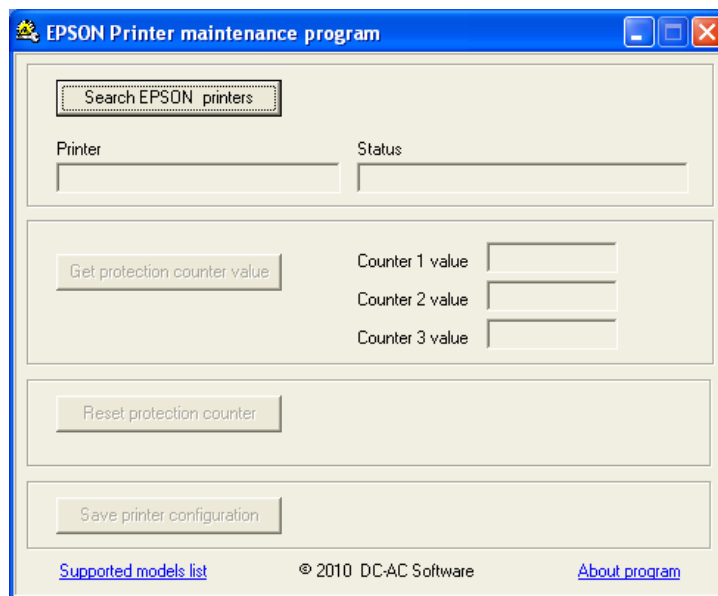 EPSON Printer maintenance program
Search EPSON printers
Printer Status
Get protection counter value
Counter 1 value
Counter 2 value
Counter 3 value
Reset protection counter
Save printer configuration
Supported models list © 2010 DC-AC Software About program